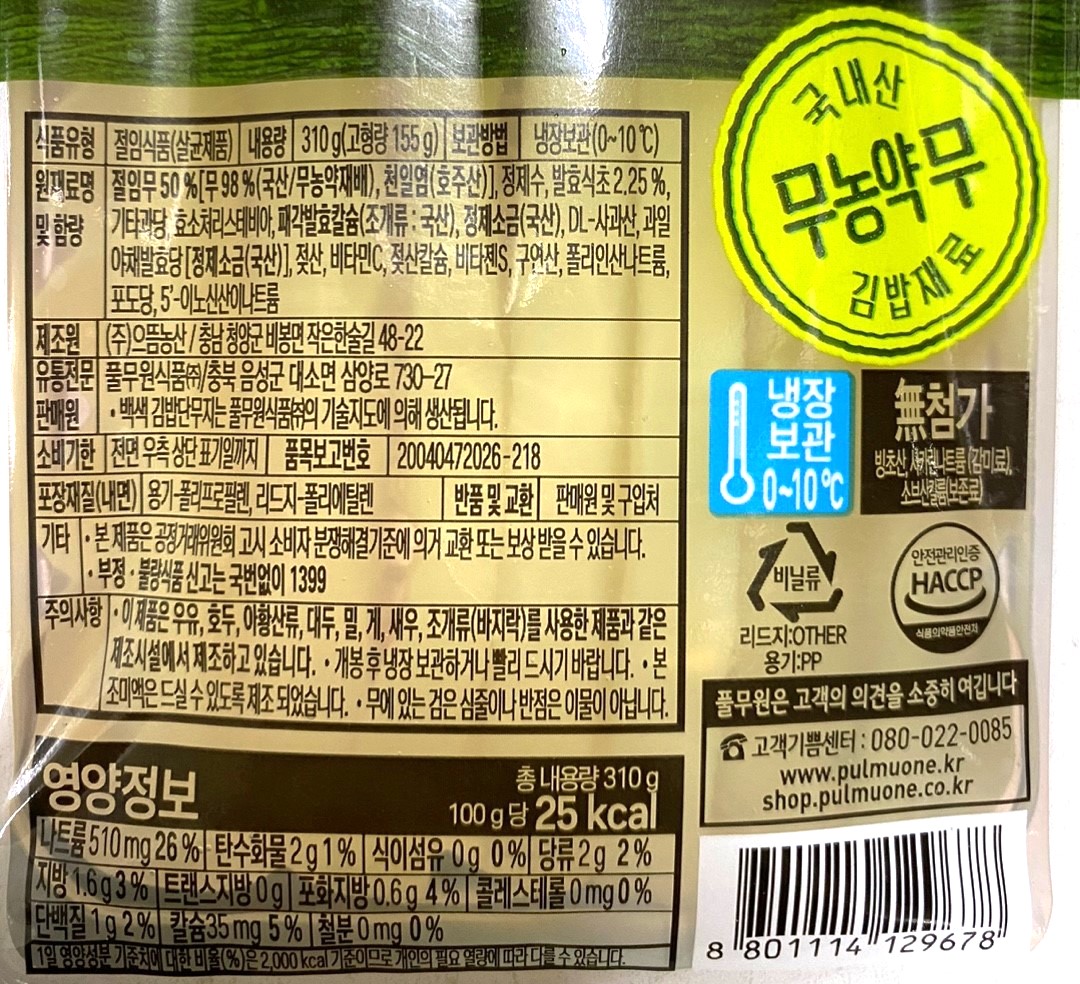 국내산
무농약무
김밥재료
식품유형 절임식품(살균제품) 내용량 310 g(고형량 155 g) 보관방법 냉장보관(0~10℃)
원재료명 절임무 50 %[무 98 %(국산/무농약재배), 천일염(호주산)], 정제수, 발효식초 2.25 %,
및 함량 기타과당, 효소처리스테비아, 패각발효칼슘(조개류 : 국산), 정제소금(국산), DL-사과산, 과일
야채발효당 [정제소금(국산)], 젖산, 비타민C, 젖산칼슘, 비타젠S, 구연산, 폴리인산나트륨,
포도당, 5'-이노신산이나트륨
제조원 (주)으뜸농산 / 충남 청양군 비봉면 작은한술길 48-22
유통전문 풀무원식품㈜/충북 음성군 대소면 삼양로 730-27
판매원 • 백색 김밥단무지는 풀무원식품㈜의 기술지도에 의해 생산됩니다.
소비기한 전면 우측 상단 표기일까지 품목보고번호 20040472026-218
포장재질(내면) 용기-폴리프로필렌, 리드지-폴리에틸렌 반품 및 교환 판매원 및 구입처
기타 • 본 제품은 공정거래위원회 고시 소비자 분쟁해결기준에 의거 교환 또는 보상 받을 수 있습니다.
• 부정 · 불량식품 신고는 국번없이 1399
주의사항 • 이 제품은 우유, 호두, 아황산류, 대두, 밀, 게, 새우, 조개류(바지락)를 사용한 제품과 같은
제조시설에서 제조하고 있습니다. • 개봉 후 냉장 보관하거나 빨리 드시기 바랍니다. • 본
조미액은 드실 수 있도록 제조 되었습니다. • 무에 있는 검은 심줄이나 반점은 이물이 아닙니다.
냉장
보관
0~10℃
無첨가
빙초산, 사카린나트륨(감미료),
소브산칼륨(보존료)
비닐류
리드지:OTHER
용기:PP
안전관리인증
HACCP
식품의약품안전처
풀무원은 고객의 의견을 소중히 여깁니다
☎ 고객기쁨센터 : 080-022-0085
www.pulmuone.kr
shop.pulmuone.co.kr
영양정보 총 내용량 310 g
100 g당 25 kcal
나트륨 510 mg 26 % 탄수화물 2 g 1 % 식이섬유 0 g 0 % 당류 2 g 2 %
지방 1.6 g 3 % 트랜스지방 0 g 포화지방 0.6 g 4 % 콜레스테롤 0 mg 0 %
단백질 1 g 2 % 칼슘 35 mg 5 % 철분 0 mg 0 %
1일 영양성분 기준치에 대한 비율(%)은 2,000 kcal 기준이므로 개인의 필요 열량에 따라 다를 수 있습니다.
8 801114 129678